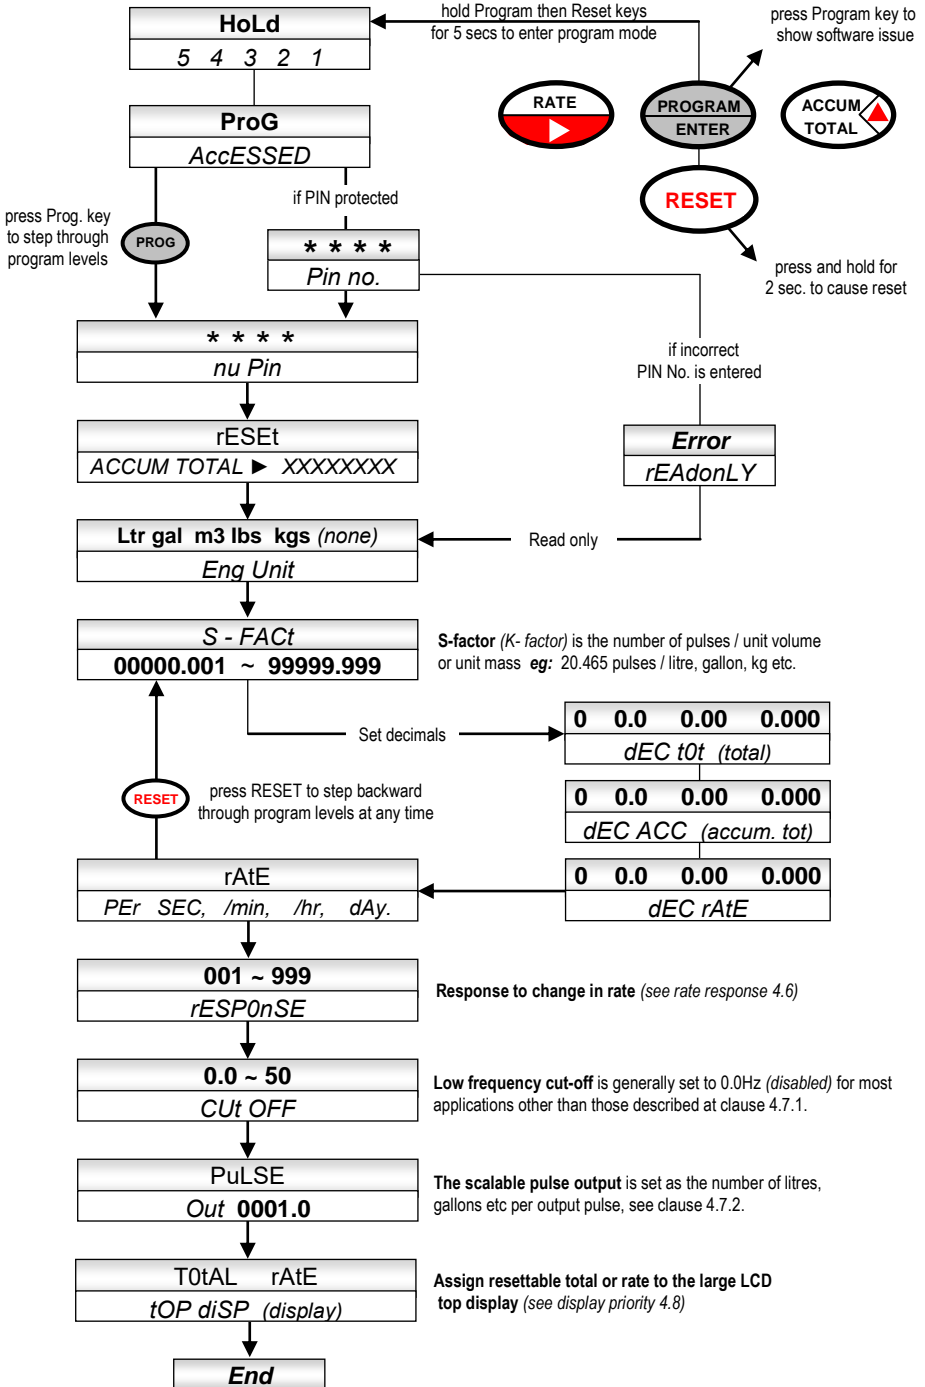 HoLd
5 4 3 2 1
hold Program then Reset keys
for 5 secs to enter program mode
press Program key to
show software issue
RATE
PROGRAM
ENTER
ACCUM
TOTAL
RESET
press and hold for
2 sec. to cause reset
ProG
AccESSED
if PIN protected
press Prog. key
to step through
program levels
PROG
* * * *
Pin no.
* * * *
nu Pin
if incorrect
PIN No. is entered
rESEt
ACCUM TOTAL ► XXXXXXXX
Error
rEAdonLY
Ltr gal m3 lbs kgs (none)
Eng Unit
Read only
S - FACt
00000.001 ~ 99999.999
S-factor (K- factor) is the number of pulses / unit volume
or unit mass eg: 20.465 pulses / litre, gallon, kg etc.
Set decimals
0 0.0 0.00 0.000
dEC t0t (total)
0 0.0 0.00 0.000
dEC ACC (accum. tot)
0 0.0 0.00 0.000
dEC rAtE
RESET
press RESET to step backward
through program levels at any time
rAtE
PEr SEC, /min, /hr, dAy.
001 ~ 999
rESP0nSE
Response to change in rate (see rate response 4.6)
0.0 ~ 50
CUt OFF
Low frequency cut-off is generally set to 0.0Hz (disabled) for most
applications other than those described at clause 4.7.1.
PuLSE
Out 0001.0
The scalable pulse output is set as the number of litres,
gallons etc per output pulse, see clause 4.7.2.
T0tAL rAtE
tOP diSP (display)
Assign resettable total or rate to the large LCD
top display (see display priority 4.8)
End